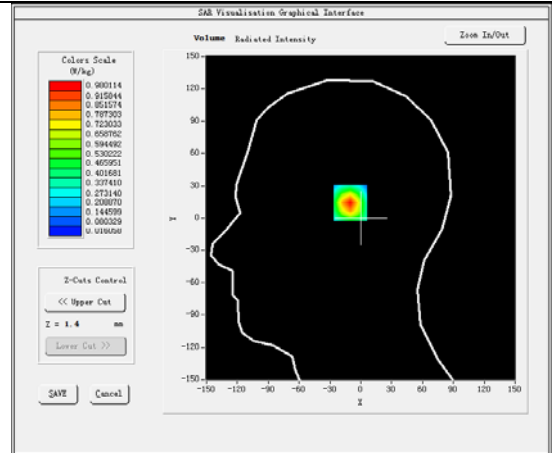 SAR Visualisation Graphical Interface
Volume Radiated Intensity
Zoom In/Out
Colors Scale
(W/kg)
0.980114
0.915844
0.851574
0.787303
0.723033
0.658762
0.594492
0.530222
0.465951
0.401681
0.337410
0.273140
0.208870
0.144599
0.080329
0.016058
Z-Cuts Control
<< Upper Cut
Z = 1.4 mm
Lower Cut >>
SAVE Cancel
150
120
90
60
30
0
-30
-60
-90
-120
-150
Y
-150 -120 -90 -60 -30 0 30 60 90 120 150
X